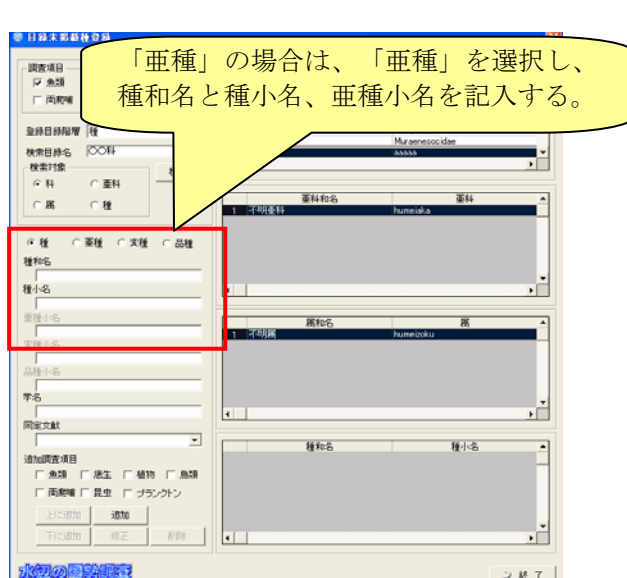 目録未掲載種登録
「亜種」の場合は、「亜種」を選択し、
種和名と種小名、亜種小名を記入する。
調査項目
魚類
両爬哺
登録目録階層 種
検索目録名 〇〇科
検索対象
科 亜科
属 種
Muraenesocidae
aaaaa
亜科和名 亜科
1 不明亜科 humeiaka
種 亜種 変種 品種
種和名
種小名
亜種小名
変種小名
品種小名
学名
同定文献
属和名 属
1 不明属 humeizoku
種和名 種小名
追加調査項目
魚類 底生 植物 鳥類
両爬哺 昆虫 プランクトン
上に追加 追加
下に追加 修正 削除
水辺の国勢調査
終了